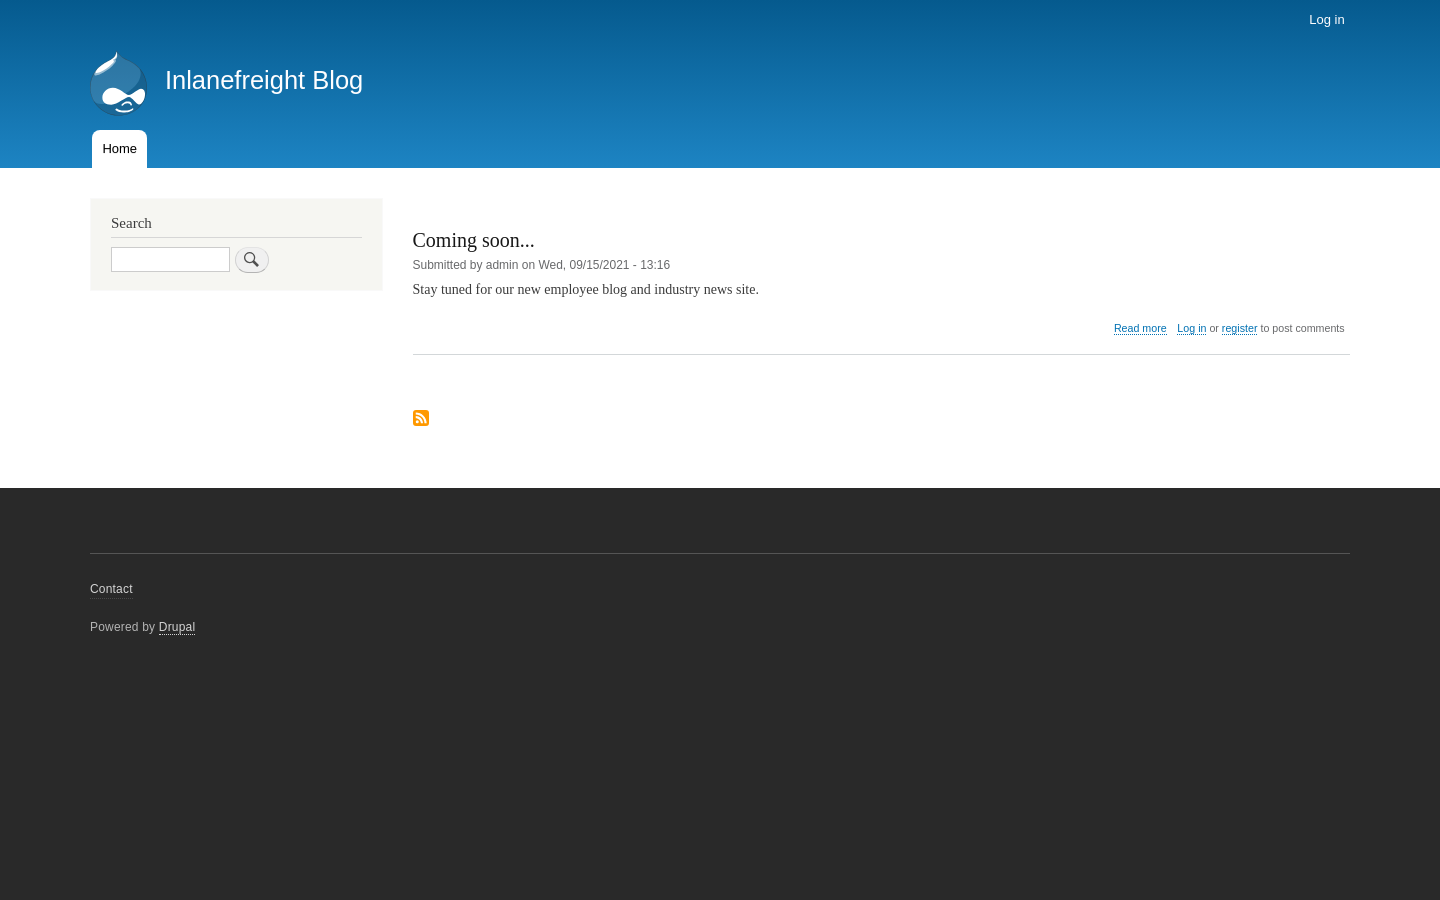 Log in
Inlanefreight Blog
Home
Search
Coming soon...
Submitted by admin on Wed, 09/15/2021 - 13:16
Stay tuned for our new employee blog and industry news site.
Read more Log in or register to post comments
Contact
Powered by Drupal